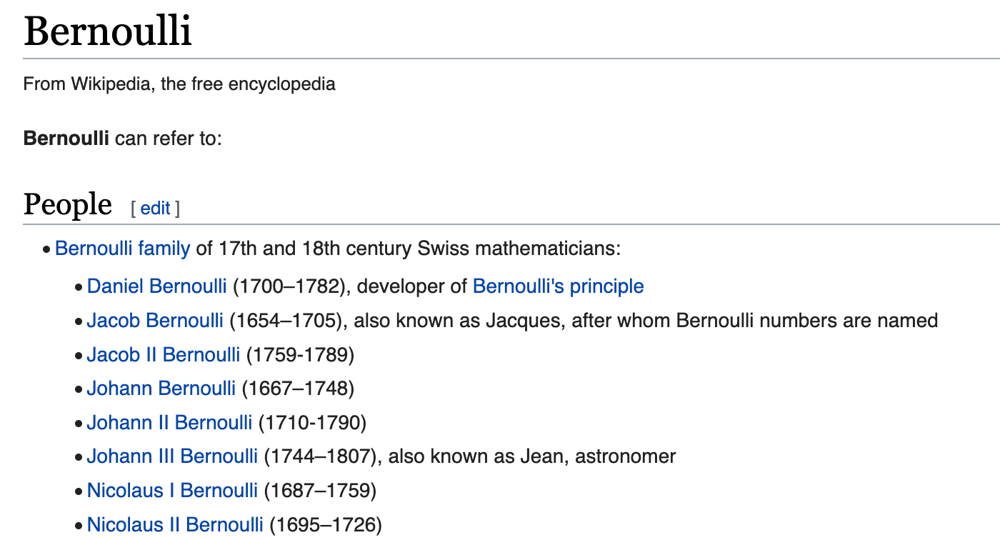 Bernoulli
From Wikipedia, the free encyclopedia
Bernoulli can refer to:
People [ edit ]
• Bernoulli family of 17th and 18th century Swiss mathematicians:
• Daniel Bernoulli (1700–1782), developer of Bernoulli's principle
• Jacob Bernoulli (1654–1705), also known as Jacques, after whom Bernoulli numbers are named
• Jacob II Bernoulli (1759-1789)
• Johann Bernoulli (1667–1748)
• Johann II Bernoulli (1710-1790)
• Johann III Bernoulli (1744–1807), also known as Jean, astronomer
• Nicolaus I Bernoulli (1687–1759)
• Nicolaus II Bernoulli (1695–1726)